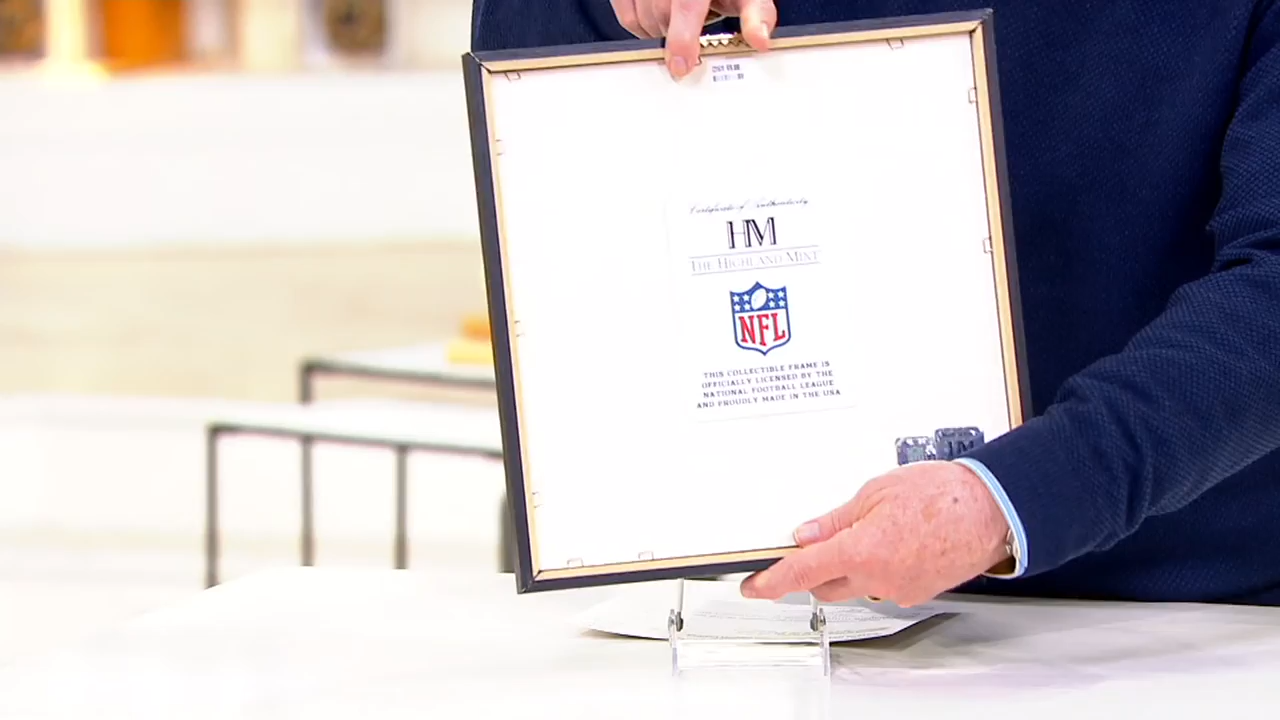 Certificate of Authenticity
HM
THE HIGHLAND MINT
NFL
THIS COLLECTIBLE FRAME IS
OFFICIALLY LICENSED BY THE
NATIONAL FOOTBALL LEAGUE
AND PROUDLY MADE IN THE USA
HM